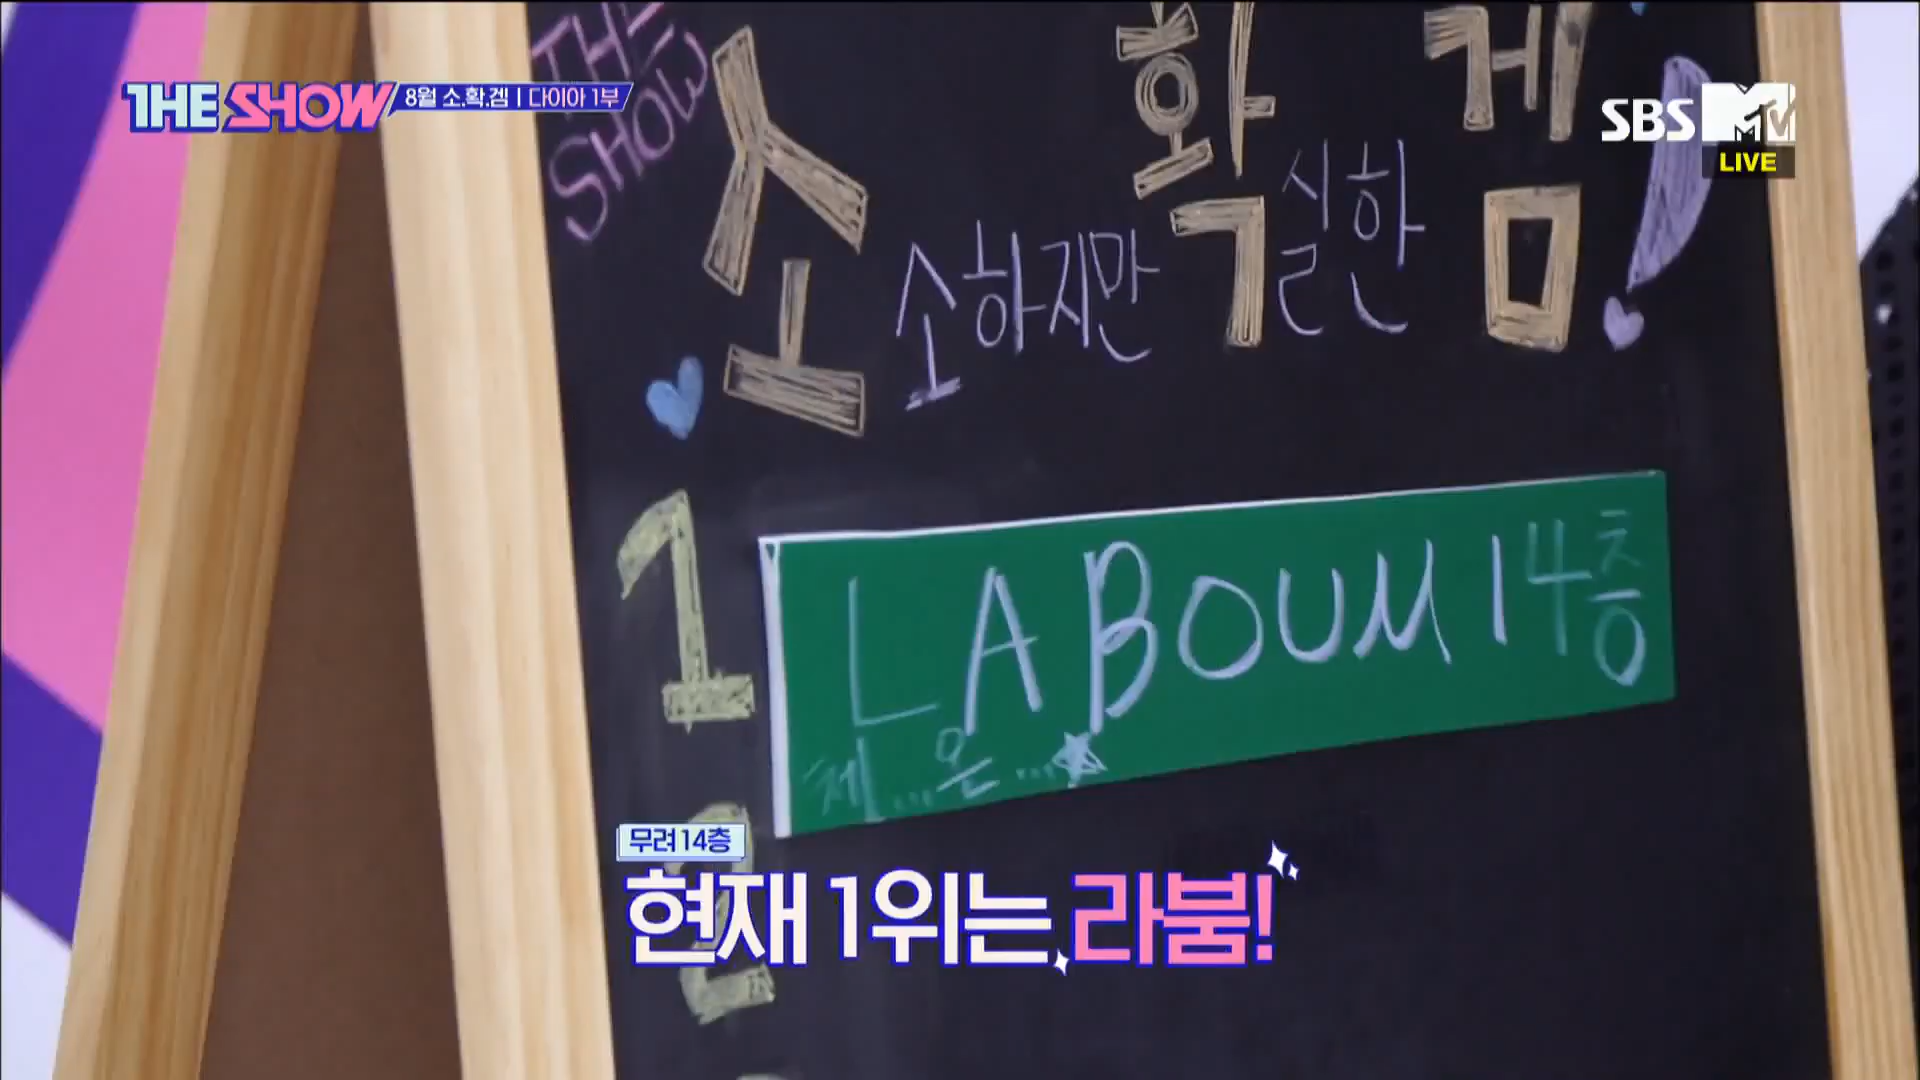 THE SHOW
8월 소.확.겜 | 다이아 1부
SBS MTV
LIVE
THE
SHOW
소 확 겜!
소하지만 실한
1
LABOUM 14층
체...온...
2
무려 14층
현재 1위는 라붐!